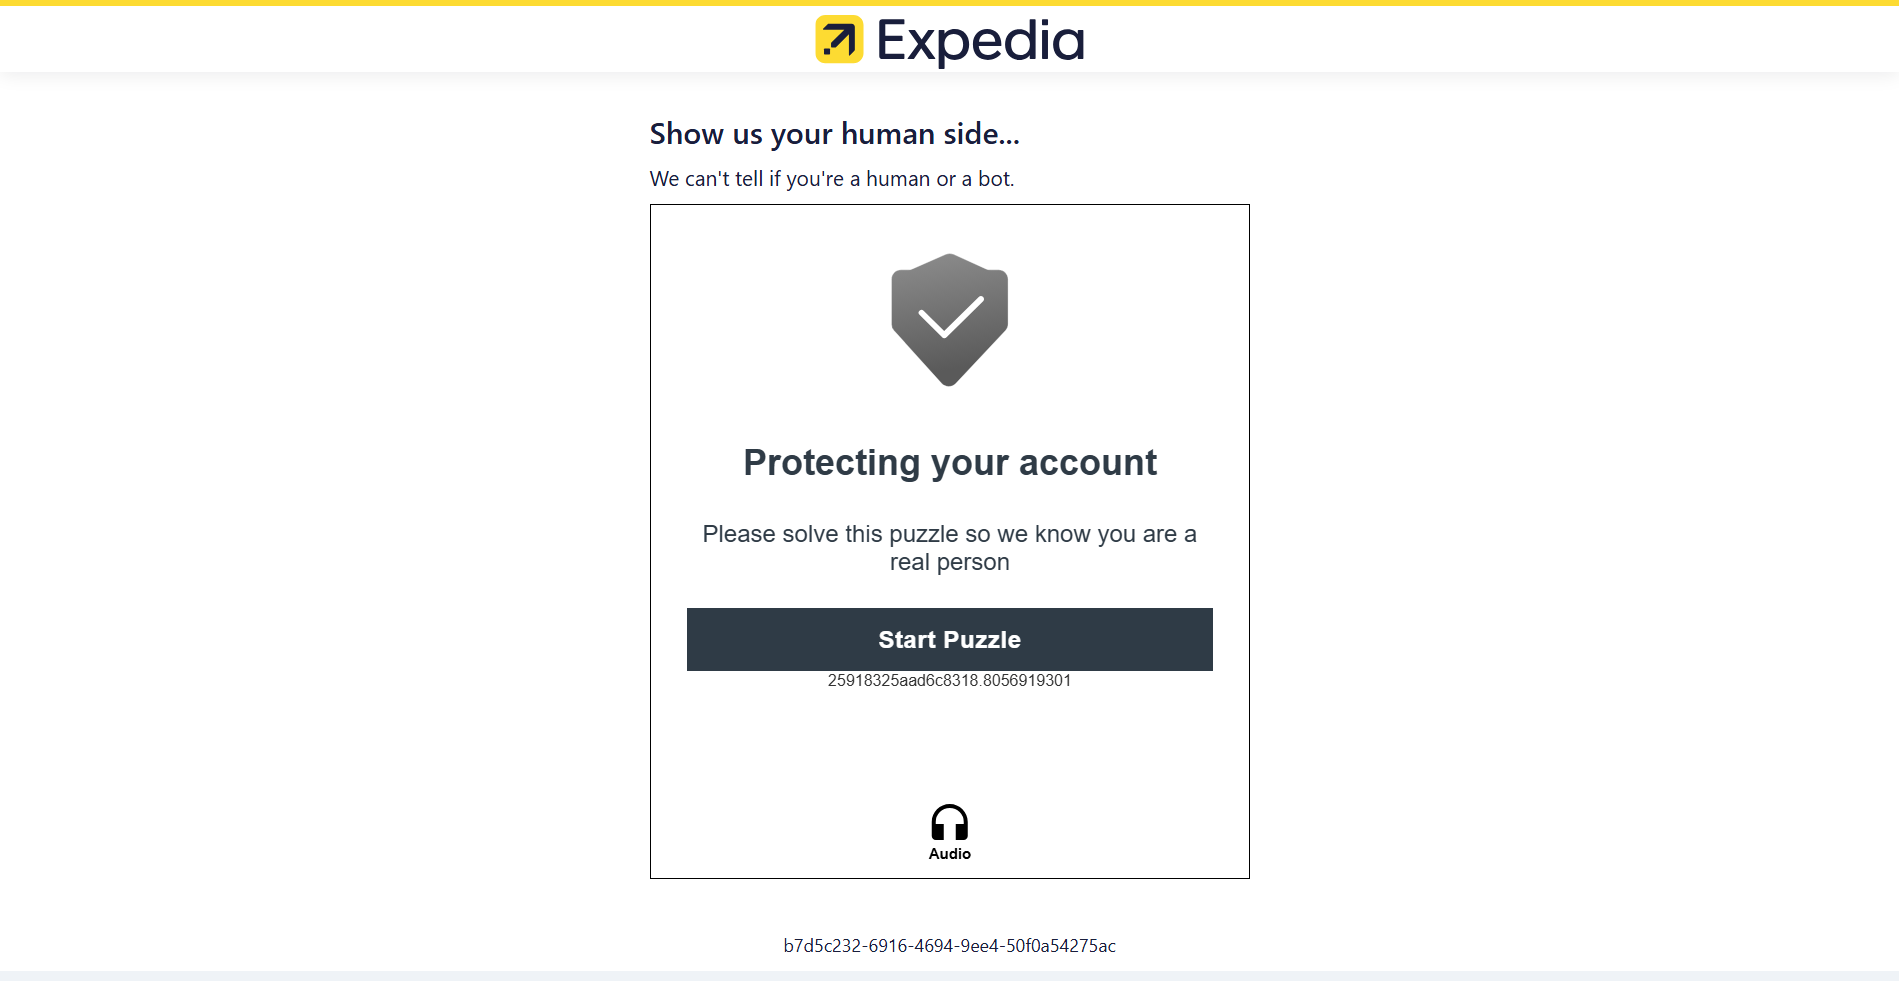 Expedia
Show us your human side...
We can't tell if you're a human or a bot.
Protecting your account
Please solve this puzzle so we know you are a
real person
Start Puzzle
25918325aad6c8318.8056919301
Audio
b7d5c232-6916-4694-9ee4-50f0a54275ac